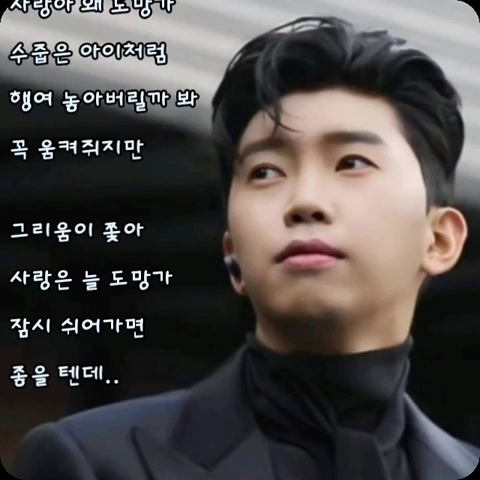 사랑아 왜 도망가
수줍은 아이처럼
행여 놓아버릴까 봐
꼭 움켜쥐지만
그리움이 쫓아
사랑은 늘 도망가
잠시 쉬어가면
좋을 텐데..